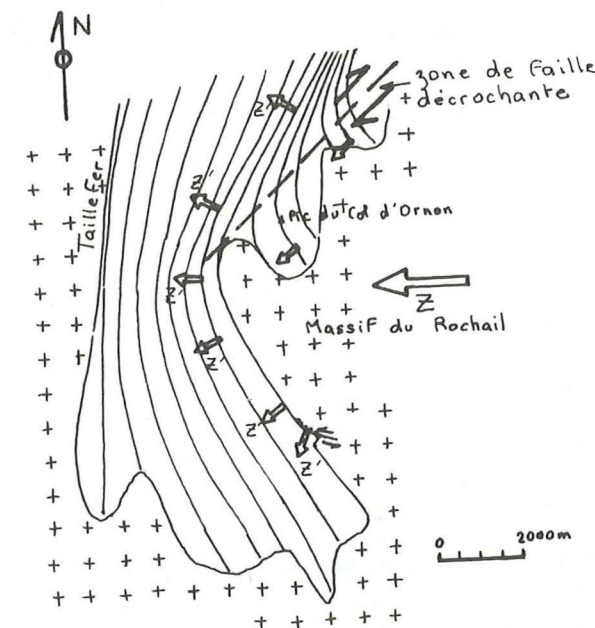 N
zone de Faille
décrochante
Z'
Taillefer
Z'
Pic du Col d'Ornon
Z'
Z
Massif du Rochail
Z'
Z'
Z'
0 2000m